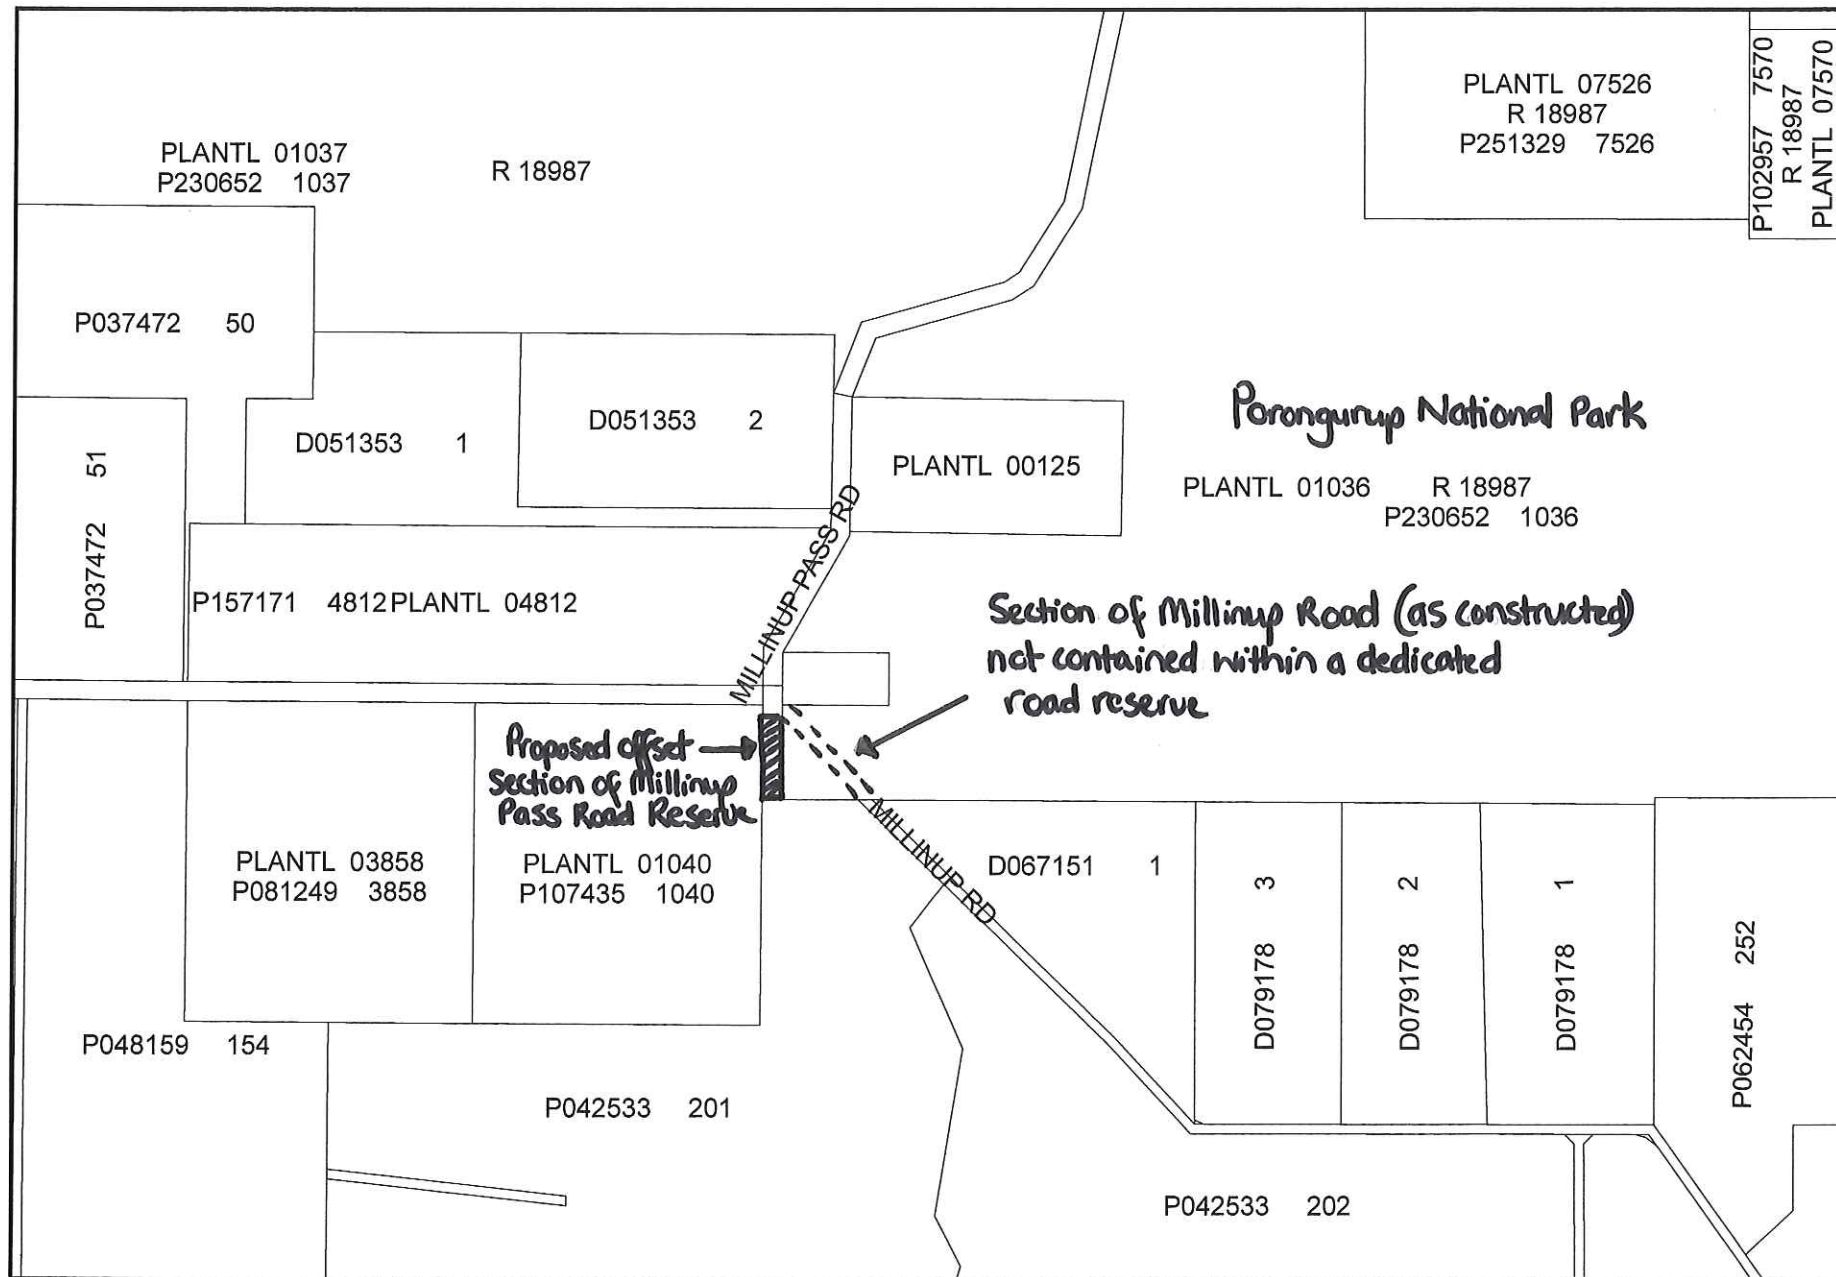 PLANTL 01037
P230652 1037
R 18987
PLANTL 07526
R 18987
P251329 7526
P102957 7570
R 18987
PLANTL 07570
P037472 50
D051353 1
D051353 2
PLANTL 00125
Porongurup National Park
PLANTL 01036 R 18987
P230652 1036
P037472 51
P157171 4812 PLANTL 04812
MILLINUP PASS RD
Section of Millinup Road (as constructed)
not contained within a dedicated
road reserve
Proposed offset
section of Millinup
Pass Road Reserve
PLANTL 03858
P081249 3858
PLANTL 01040
P107435 1040
MILLINUP RD
D067151 1
D079178 3
D079178 2
D079178 1
P062454 252
P048159 154
P042533 201
P042533 202